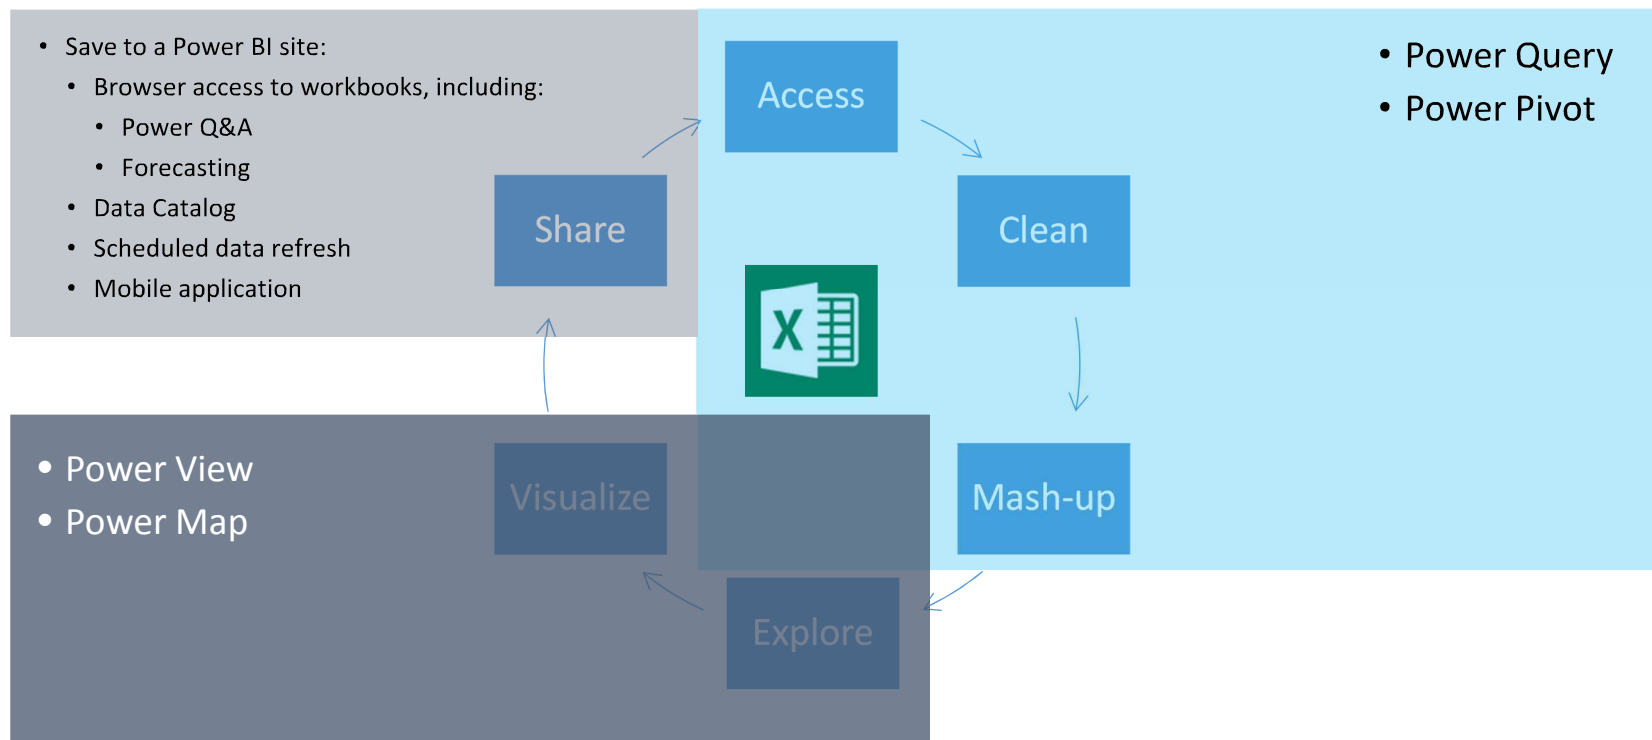 • Save to a Power BI site:
• Browser access to workbooks, including:
• Power Q&A
• Forecasting
• Data Catalog
• Scheduled data refresh
• Mobile application
Access
• Power Query
• Power Pivot
Share
Clean
X
• Power View
• Power Map
Visualize
Mash-up
Explore